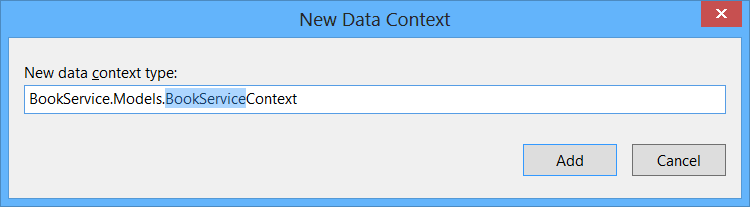 New Data Context
New data context type:
BookService.Models.BookServiceContext
Add
Cancel